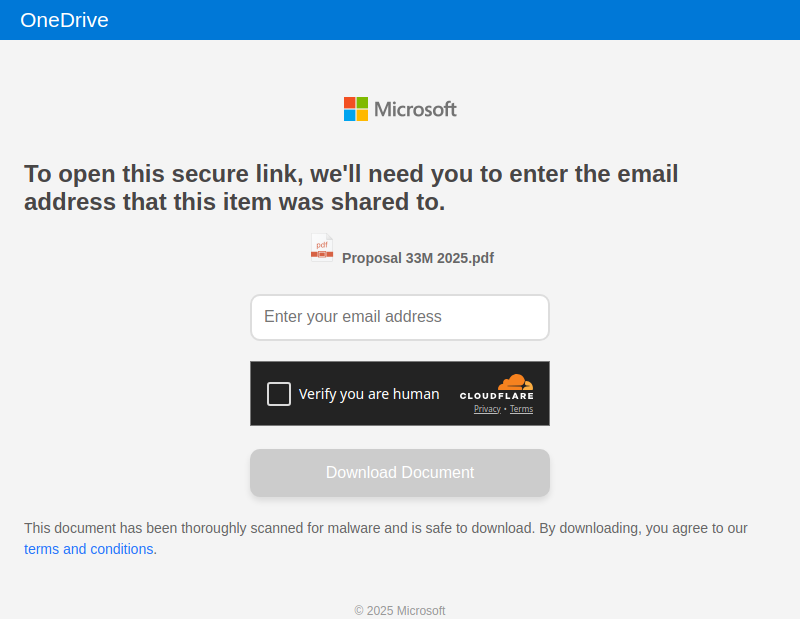 OneDrive
Microsoft
To open this secure link, we'll need you to enter the email
address that this item was shared to.
pdf
Proposal 33M 2025.pdf
Enter your email address
Verify you are human
CLOUDFLARE
Privacy • Terms
Download Document
This document has been thoroughly scanned for malware and is safe to download. By downloading, you agree to our
terms and conditions.
© 2025 Microsoft